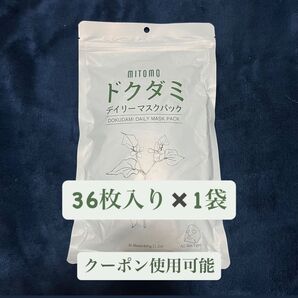 MITOMO
ドクダミ
デイリーマスクパック
DOKUDAMI DAILY MASK PACK
36枚入り✖️1袋
クーポン使用可能